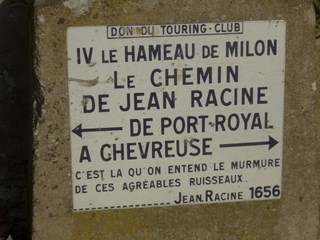 DON DU TOURING-CLUB
IV LE HAMEAU DE MILON
LE CHEMIN
DE JEAN RACINE
DE PORT-ROYAL
A CHEVREUSE
C'EST LA QU'ON ENTEND LE MURMURE
DE CES AGRÉABLES RUISSEAUX.
JEAN.RACINE 1656